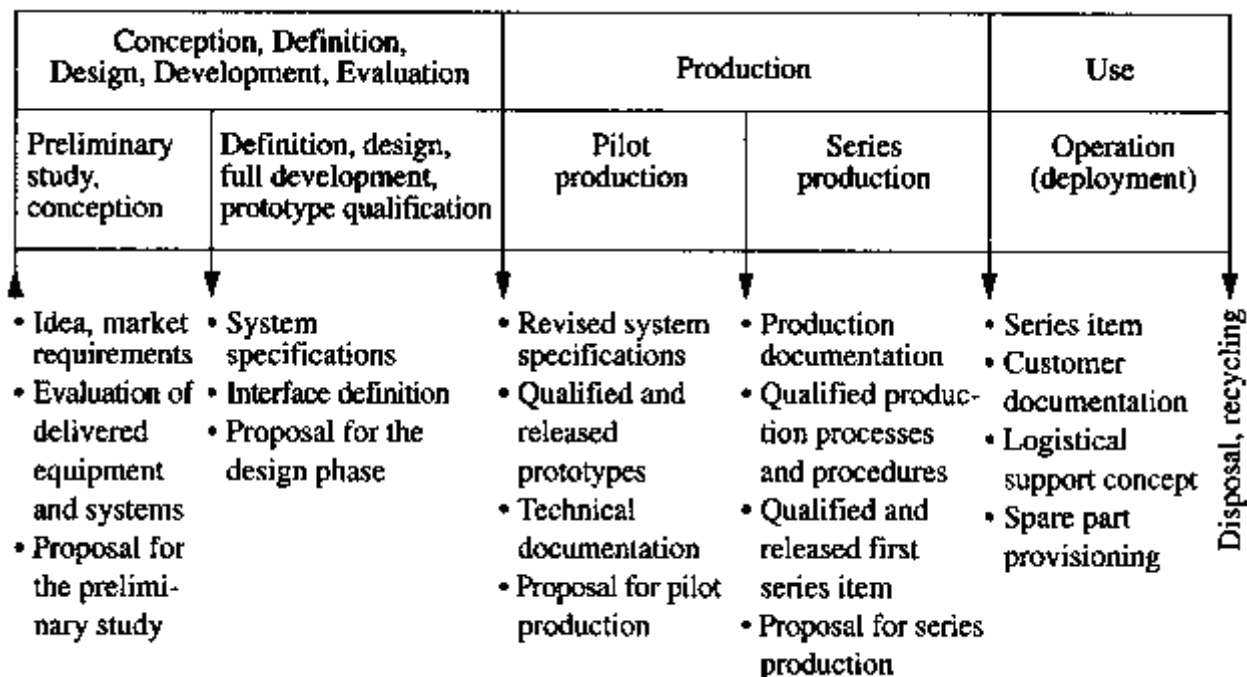 Conception, Definition,
Design, Development, Evaluation
Production
Use
Preliminary
study,
conception
Definition, design,
full development,
prototype qualification
Pilot
production
Series
production
Operation
(deployment)
• Idea, market
requirements
• Evaluation of
delivered
equipment
and systems
• Proposal for
the prelimi-
nary study
• System
specifications
• Interface definition
• Proposal for the
design phase
• Revised system
specifications
• Qualified and
released
prototypes
• Technical
documentation
• Proposal for pilot
production
• Production
documentation
• Qualified produc-
tion processes
and procedures
• Qualified and
released first
series item
• Proposal for series
production
• Series item
• Customer
documentation
• Logistical
support concept
• Spare part
provisioning
Disposal, recycling